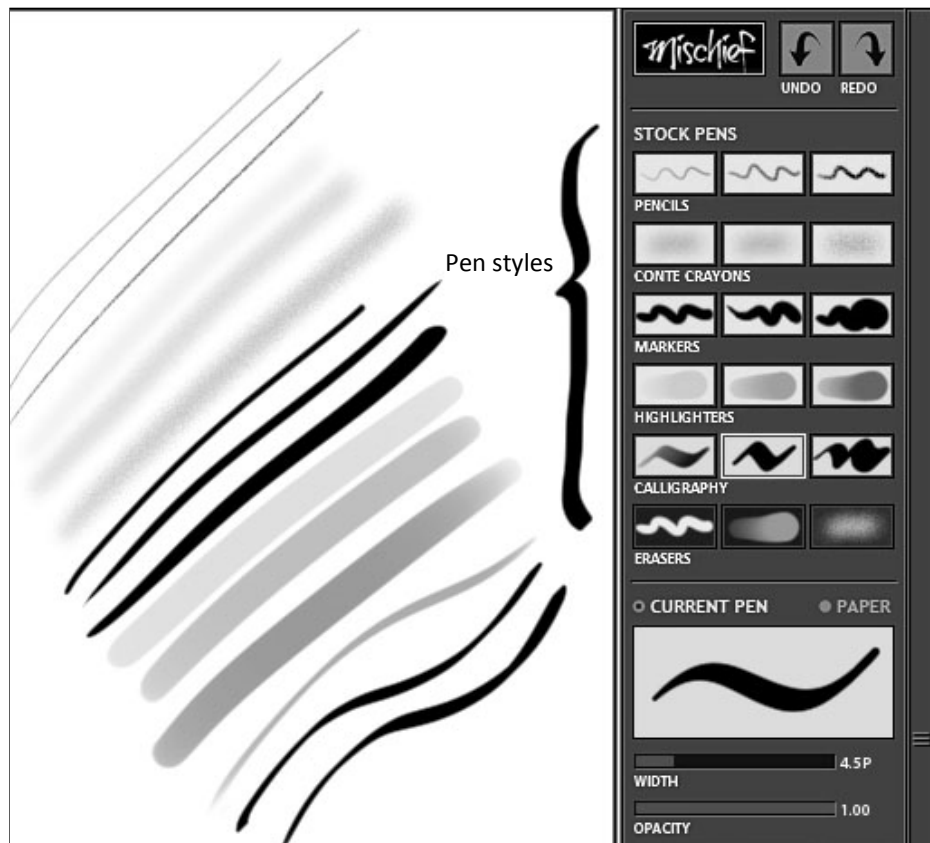 mischief
UNDO REDO
STOCK PENS
PENCILS
CONTE CRAYONS
Pen styles
MARKERS
HIGHLIGHTERS
CALLIGRAPHY
ERASERS
CURRENT PEN PAPER
4.5P
WIDTH
1.00
OPACITY